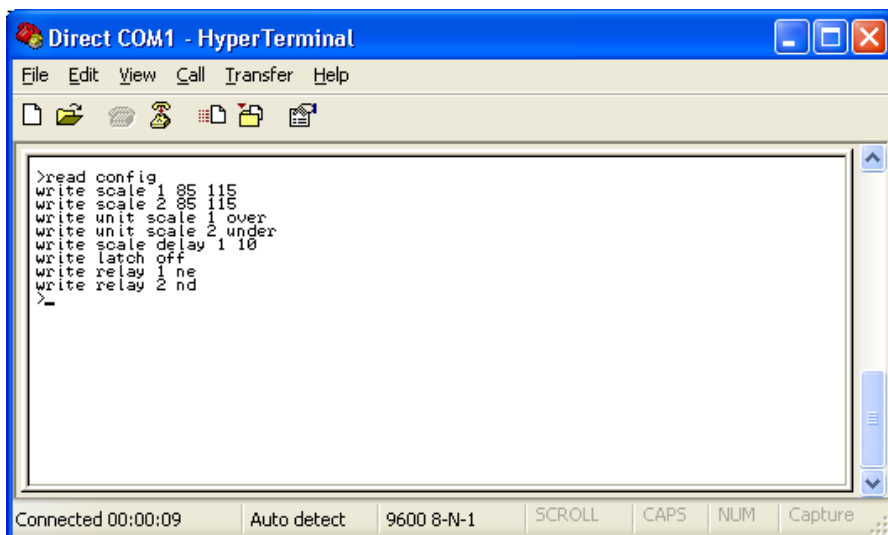 Direct COM1 - HyperTerminal
File Edit View Call Transfer Help
>read config
write scale 1 85 115
write scale 2 85 115
write unit scale 1 over
write unit scale 2 under
write scale delay 1 10
write latch off
write relay 1 ne
write relay 2 nd
>_
Connected 00:00:09 Auto detect 9600 8-N-1 SCROLL CAPS NUM Capture